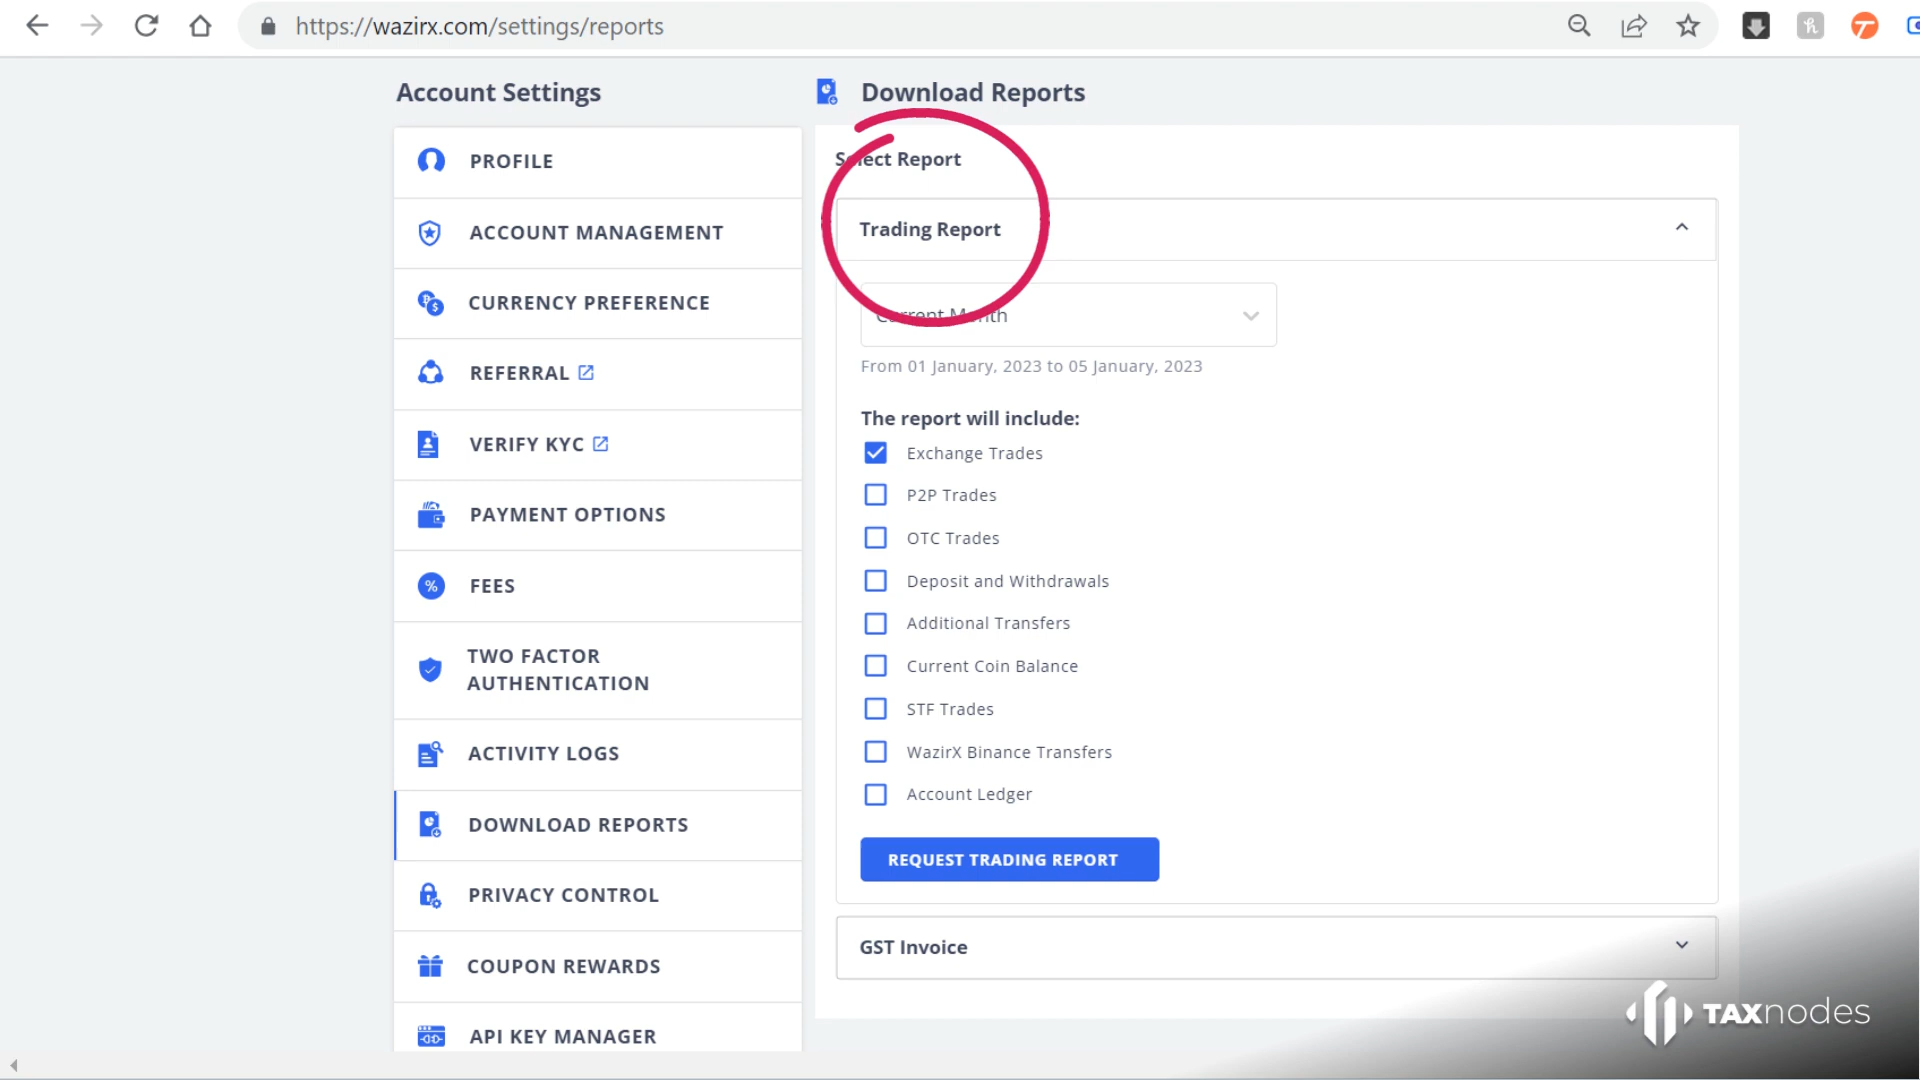 https://wazirx.com/settings/reports
Account Settings
Download Reports
PROFILE
ACCOUNT MANAGEMENT
CURRENCY PREFERENCE
REFERRAL
VERIFY KYC
PAYMENT OPTIONS
FEES
TWO FACTOR
AUTHENTICATION
ACTIVITY LOGS
DOWNLOAD REPORTS
PRIVACY CONTROL
COUPON REWARDS
API KEY MANAGER
Select Report
Trading Report
Current Month
From 01 January, 2023 to 05 January, 2023
The report will include:
Exchange Trades
P2P Trades
OTC Trades
Deposit and Withdrawals
Additional Transfers
Current Coin Balance
STF Trades
WazirX Binance Transfers
Account Ledger
REQUEST TRADING REPORT
GST Invoice
TAXnodes